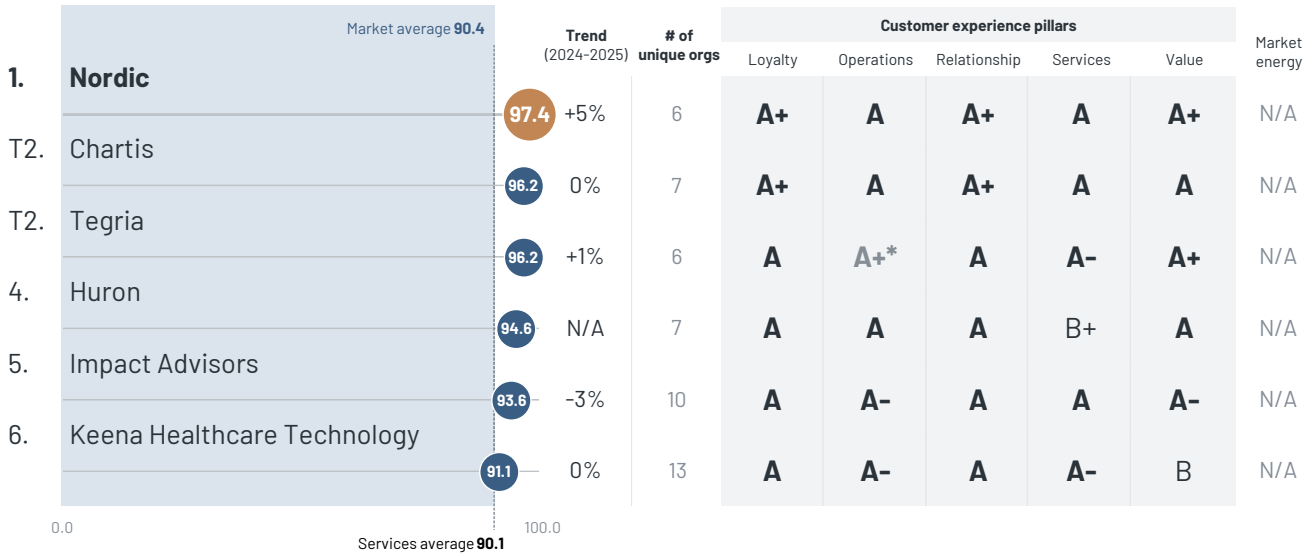 Market average 90.4
Trend
(2024-2025)
# of
unique orgs
Customer experience pillars
Loyalty Operations Relationship Services Value
Market
energy
1. Nordic
97.4 +5% 6 A+ A A+ A A+ N/A
T2. Chartis
96.2 0% 7 A+ A A+ A A N/A
T2. Tegria
96.2 +1% 6 A A+* A A- A+ N/A
4. Huron
94.6 N/A 7 A A A B+ A N/A
5. Impact Advisors
93.6 -3% 10 A A- A A A- N/A
6. Keena Healthcare Technology
91.1 0% 13 A A- A A- B N/A
0.0 100.0
Services average 90.1